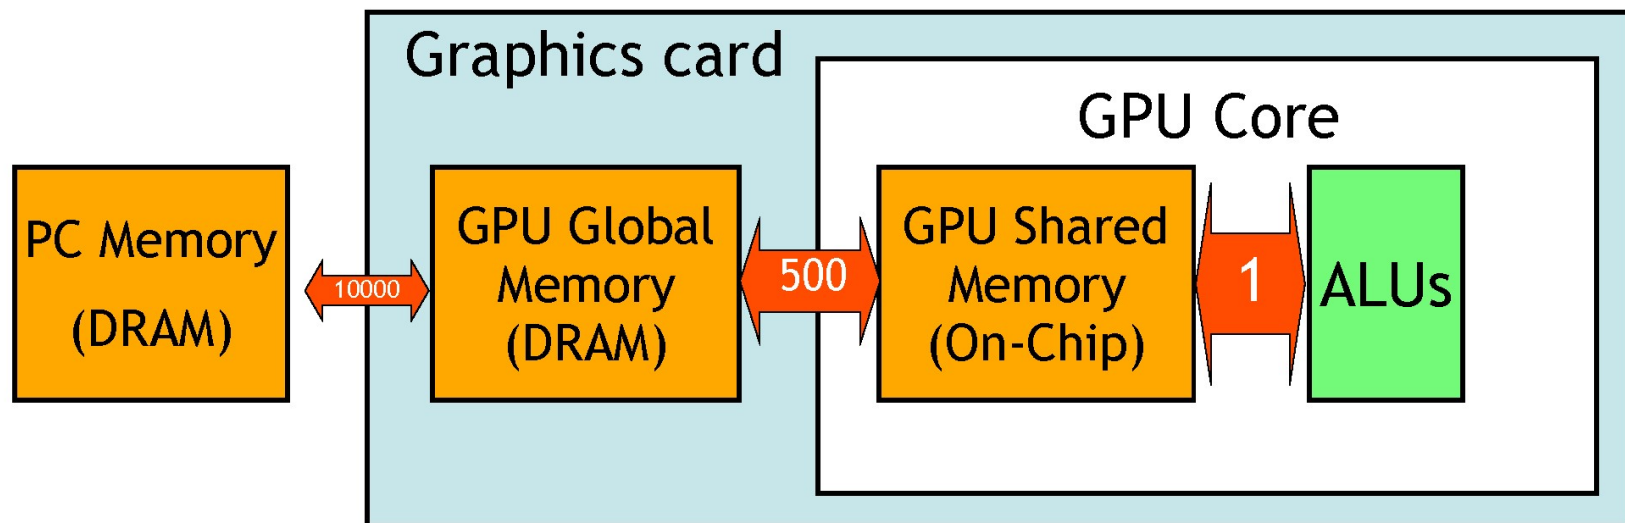 Graphics card
GPU Core
PC Memory
(DRAM)
10000
GPU Global
Memory
(DRAM)
500
GPU Shared
Memory
(On-Chip)
1
ALUs